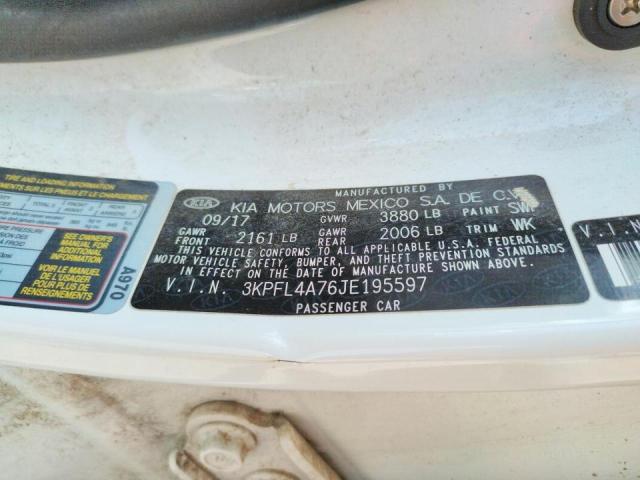 MANUFACTURED BY
KIA KIA MOTORS MEXICO S.A. DE C.V.
09/17 GVWR 3880 LB PAINT SW
GAWR FRONT 2161 LB GAWR REAR 2006 LB TRIM WK
THIS VEHICLE CONFORMS TO ALL APPLICABLE U.S.A. FEDERAL
MOTOR VEHICLE SAFETY, BUMPER, AND THEFT PREVENTION STANDARDS
IN EFFECT ON THE DATE OF MANUFACTURE SHOWN ABOVE.
V.I.N. 3KPFL4A76JE195597
PASSENGER CAR
TIRE AND LOADING
SEE OWNER'S
MANUAL FOR
ADDITIONAL
INFORMATION
VOIR LE MANUEL
DE L'USAGER
POUR PLUS DE
RENSEIGNEMENTS
A970
V.I.N.